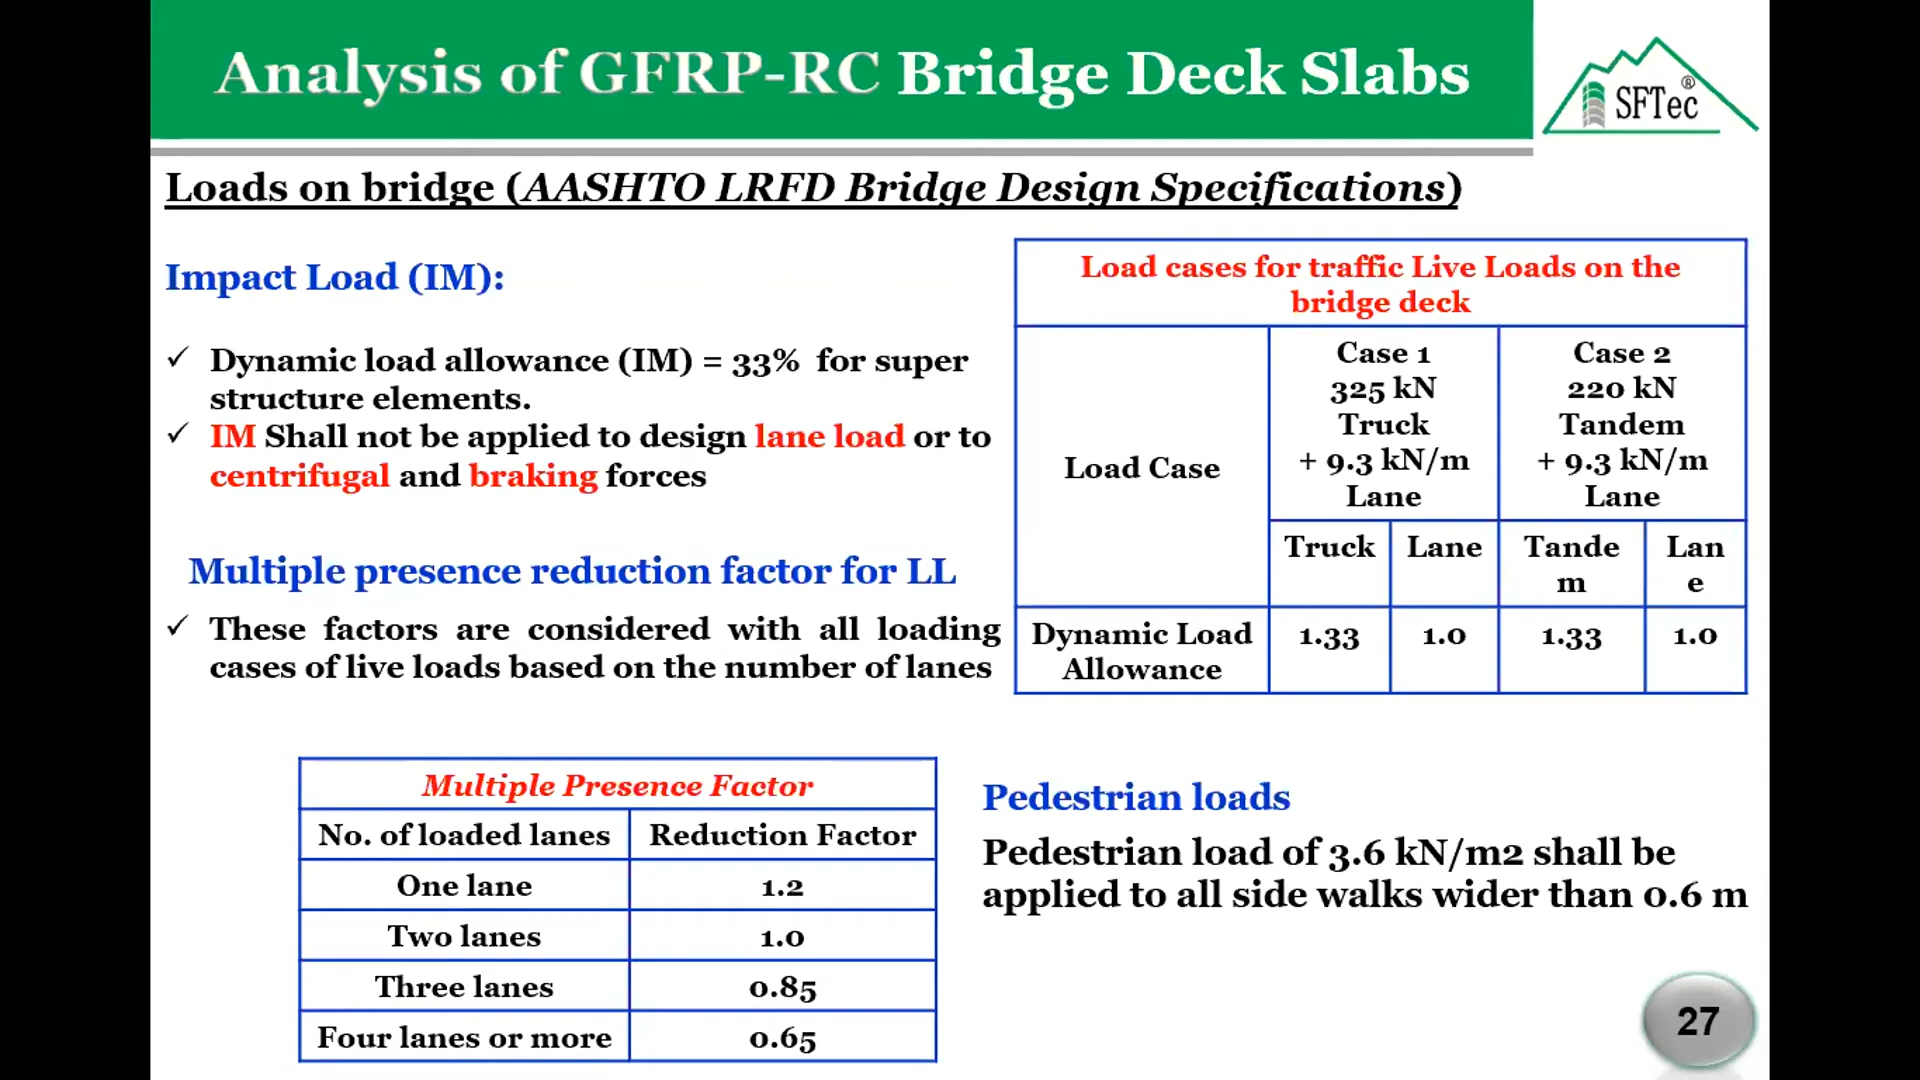 Analysis of GFRP-RC Bridge Deck Slabs
SFTec®
Loads on bridge (AASHTO LRFD Bridge Design Specifications)
Impact Load (IM):
✓ Dynamic load allowance (IM) = 33% for super
structure elements.
✓ IM Shall not be applied to design lane load or to
centrifugal and braking forces
Multiple presence reduction factor for LL
✓ These factors are considered with all loading
cases of live loads based on the number of lanes
Load cases for traffic Live Loads on the
bridge deck
Load Case
Case 1
325 kN
Truck
+ 9.3 kN/m
Lane
Case 2
220 kN
Tandem
+ 9.3 kN/m
Lane
Truck Lane Tande Lan
m e
Dynamic Load 1.33 1.0 1.33 1.0
Allowance
Multiple Presence Factor
No. of loaded lanes Reduction Factor
One lane 1.2
Two lanes 1.0
Three lanes 0.85
Four lanes or more 0.65
Pedestrian loads
Pedestrian load of 3.6 kN/m2 shall be
applied to all side walks wider than 0.6 m
27